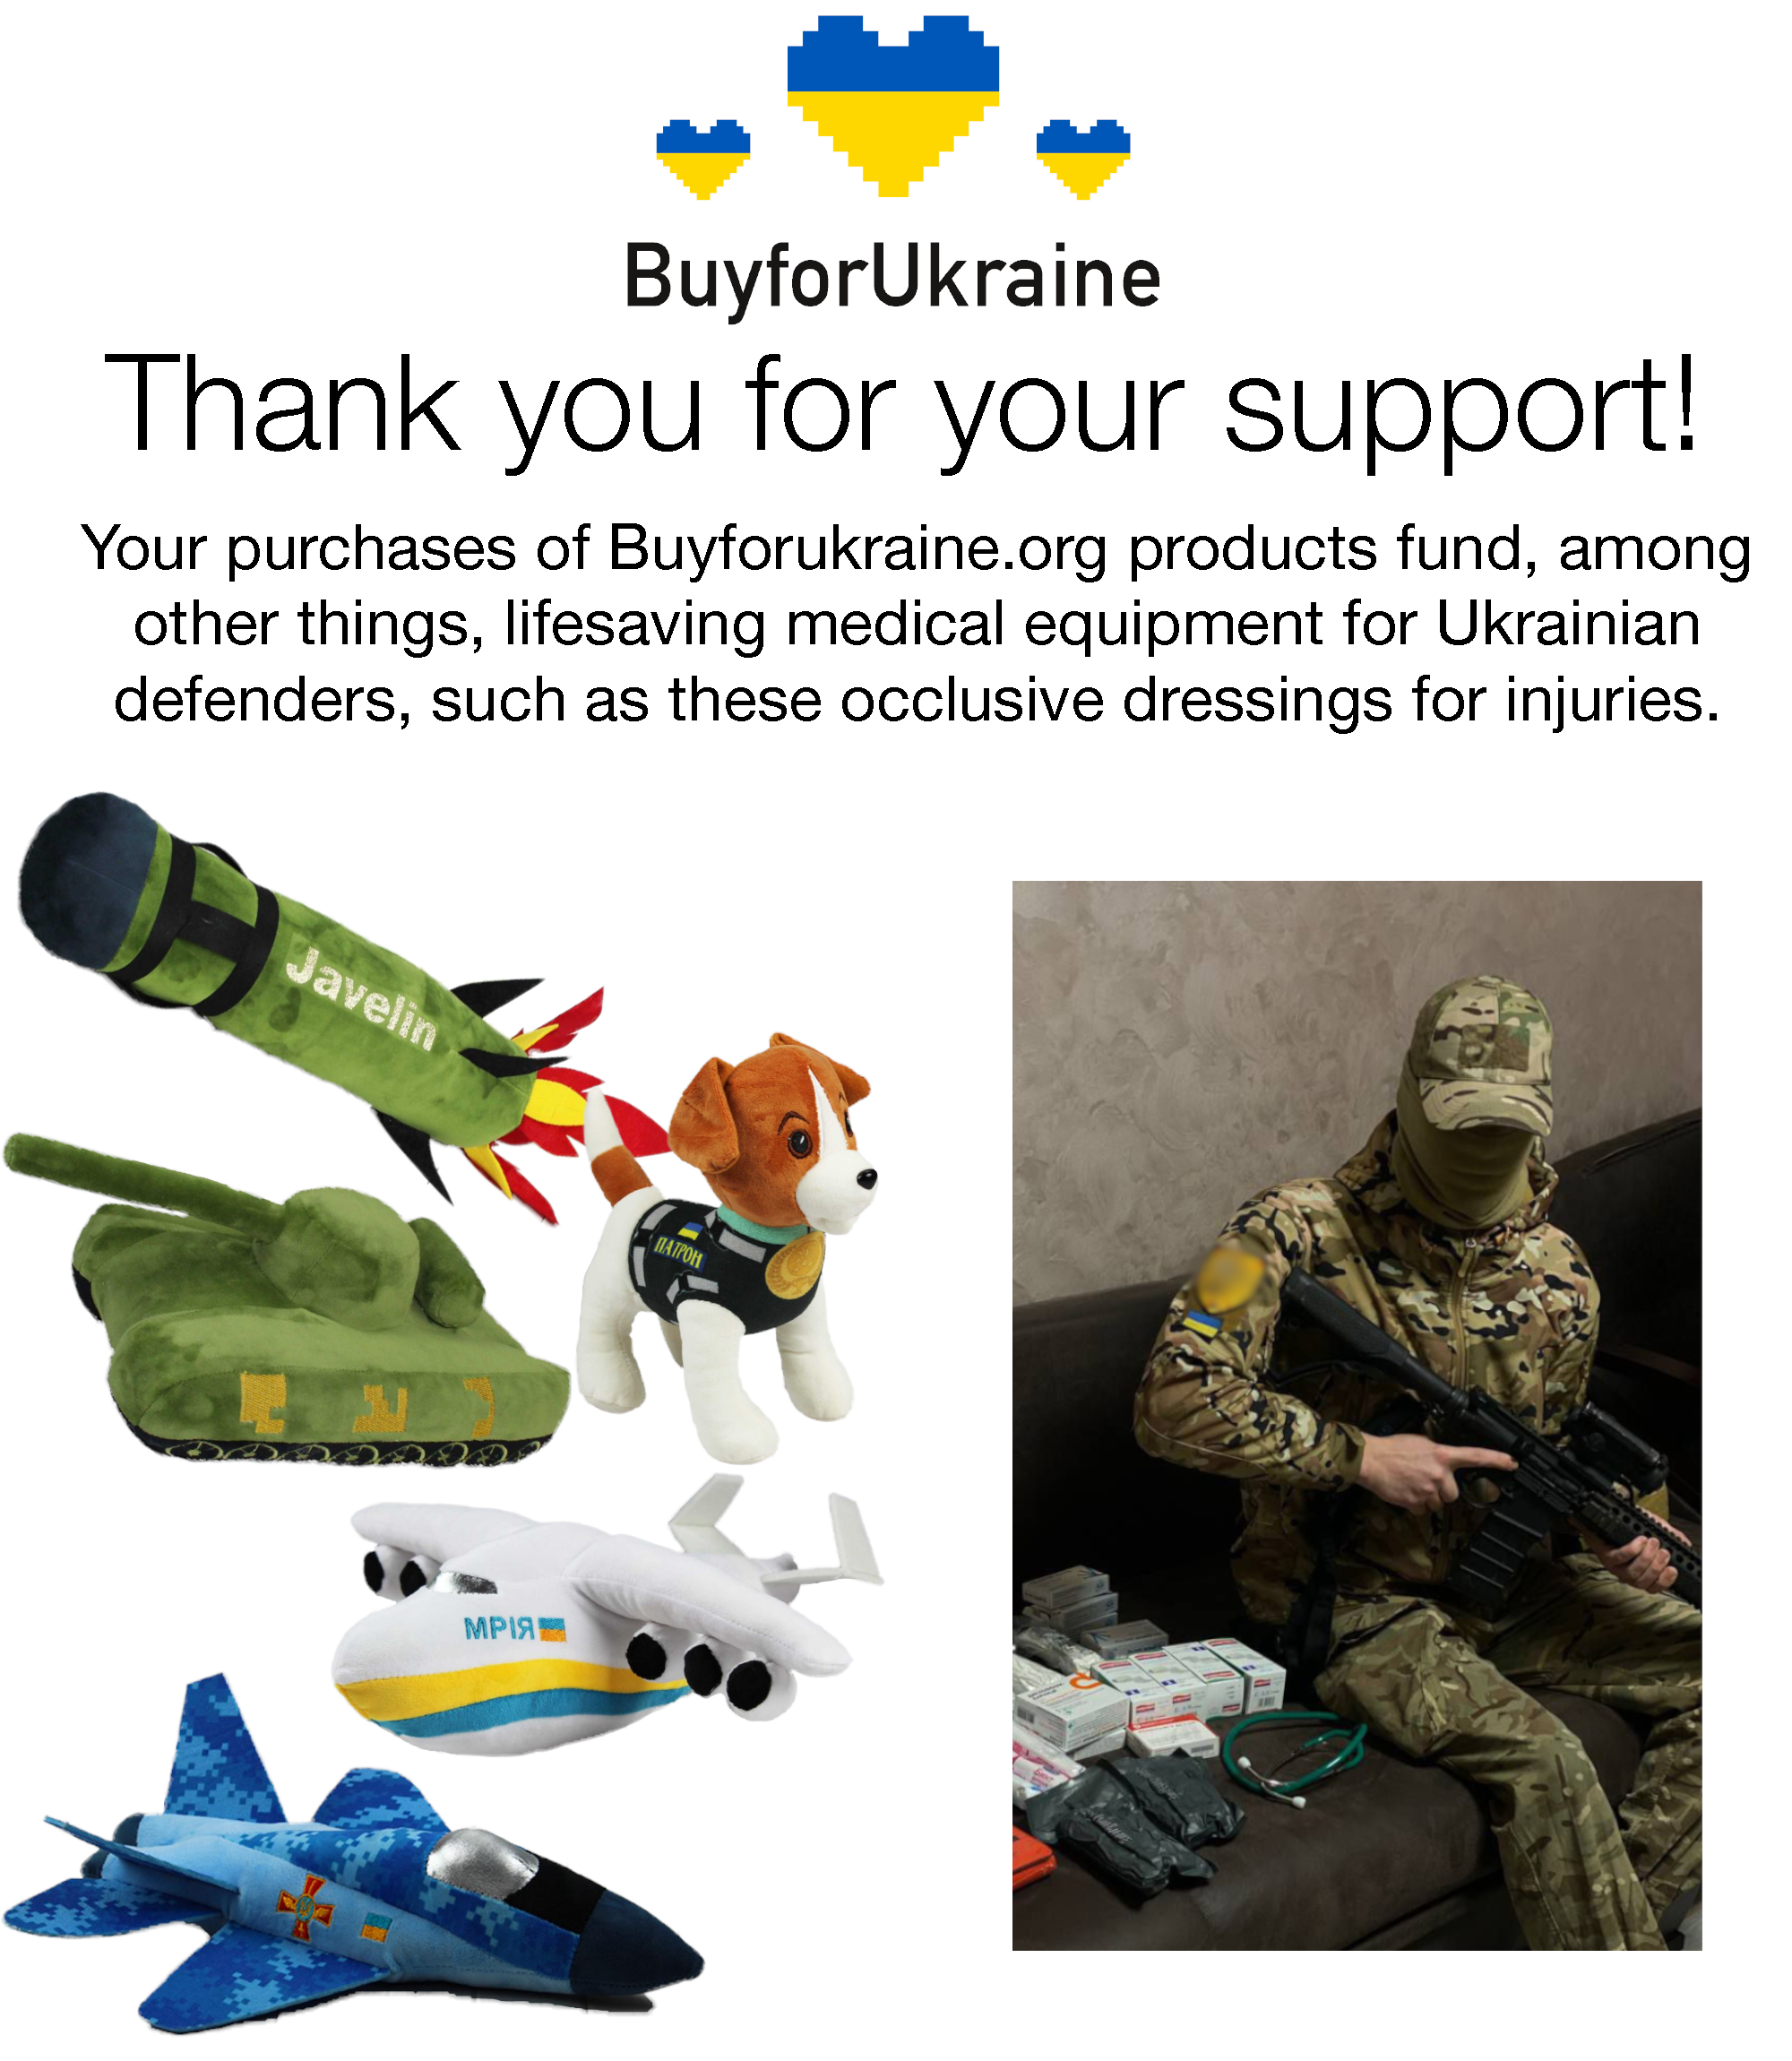 BuyforUkraine
Thank you for your support!
Your purchases of Buyforukraine.org products fund, among
other things, lifesaving medical equipment for Ukrainian
defenders, such as these occlusive dressings for injuries.
Javelin
ПАТРОН
МРІЯ